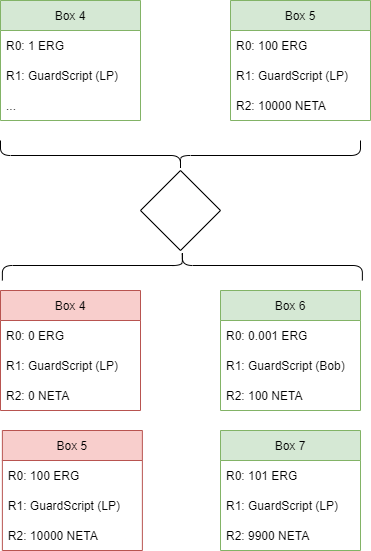 Box 4
R0: 1 ERG
R1: GuardScript (LP)
...
Box 5
R0: 100 ERG
R1: GuardScript (LP)
R2: 10000 NETA
Box 4
R0: 0 ERG
R1: GuardScript (LP)
R2: 0 NETA
Box 6
R0: 0.001 ERG
R1: GuardScript (Bob)
R2: 100 NETA
Box 5
R0: 100 ERG
R1: GuardScript (LP)
R2: 10000 NETA
Box 7
R0: 101 ERG
R1: GuardScript (LP)
R2: 9900 NETA